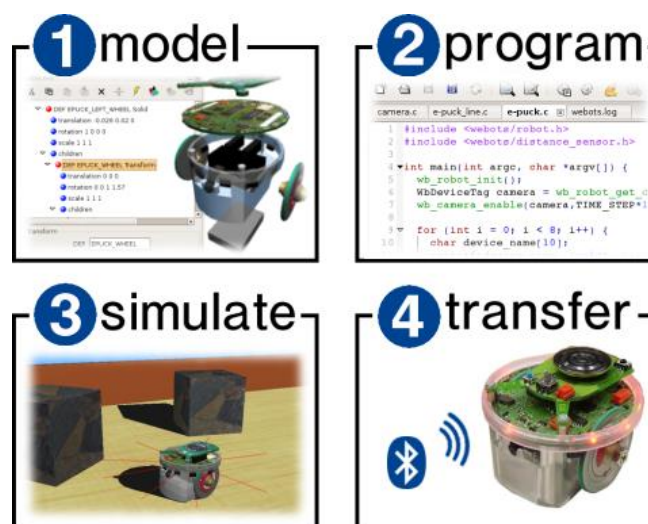 1 model
DEF EPUCK_LEFT_WHEEL Solid
translation -0.026 0.02 0
rotation 1 0 0 0
scale 1 1 1
children
DEF EPUCK_WHEEL Transform
translation 0 0 0
rotation 0 0 1 1.57
scale 1 1 1
children
DEF EPUCK_WHEEL
2 program
camera.c e-puck_line.c e-puck.c webots.log
1 #include <webots/robot.h>
2 #include <webots/distance_sensor.h>
3
4 int main(int argc, char *argv[]) {
5 wb_robot_init();
6 WbDeviceTag camera = wb_robot_get_d
7 wb_camera_enable(camera,TIME_STEP*1
8
9 for (int i = 0; i < 8; i++) {
10 char device_name[10];
3 simulate
4 transfer